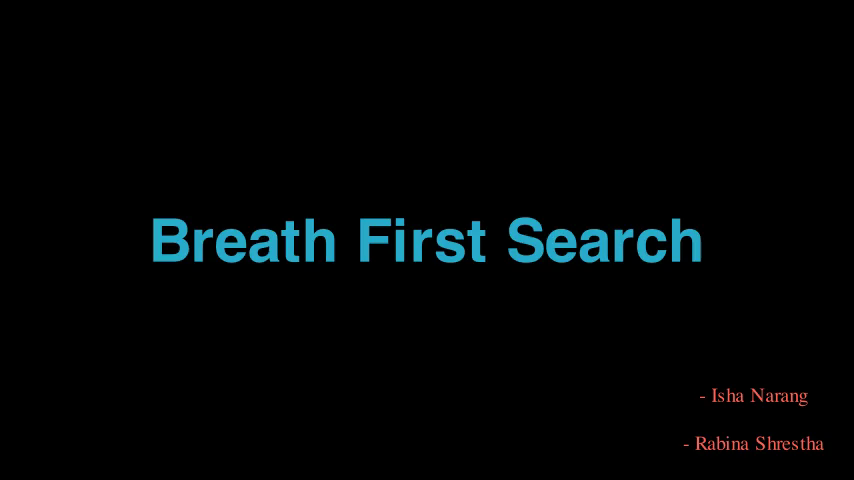 Breath First Search
- Isha Narang
- Rabina Shrestha